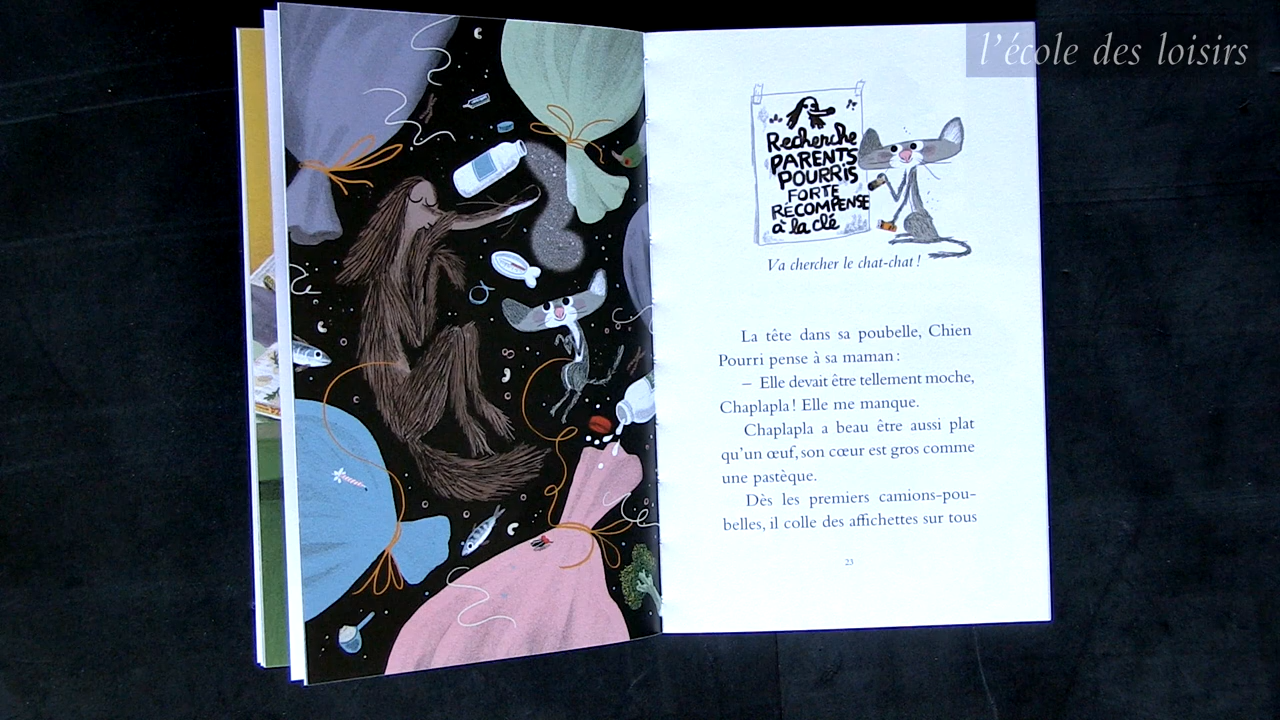 l'école des loisirs
Recherche
PARENTS
POURRIS
FORTE
RÉCOMPENSE
à la clé
Va chercher le chat-chat !
La tête dans sa poubelle, Chien
Pourri pense à sa maman :
– Elle devait être tellement moche,
Chaplapla ! Elle me manque.
Chaplapla a beau être aussi plat
qu'un œuf, son cœur est gros comme
une pastèque.
Dès les premiers camions-pou-
belles, il colle des affichettes sur tous
23